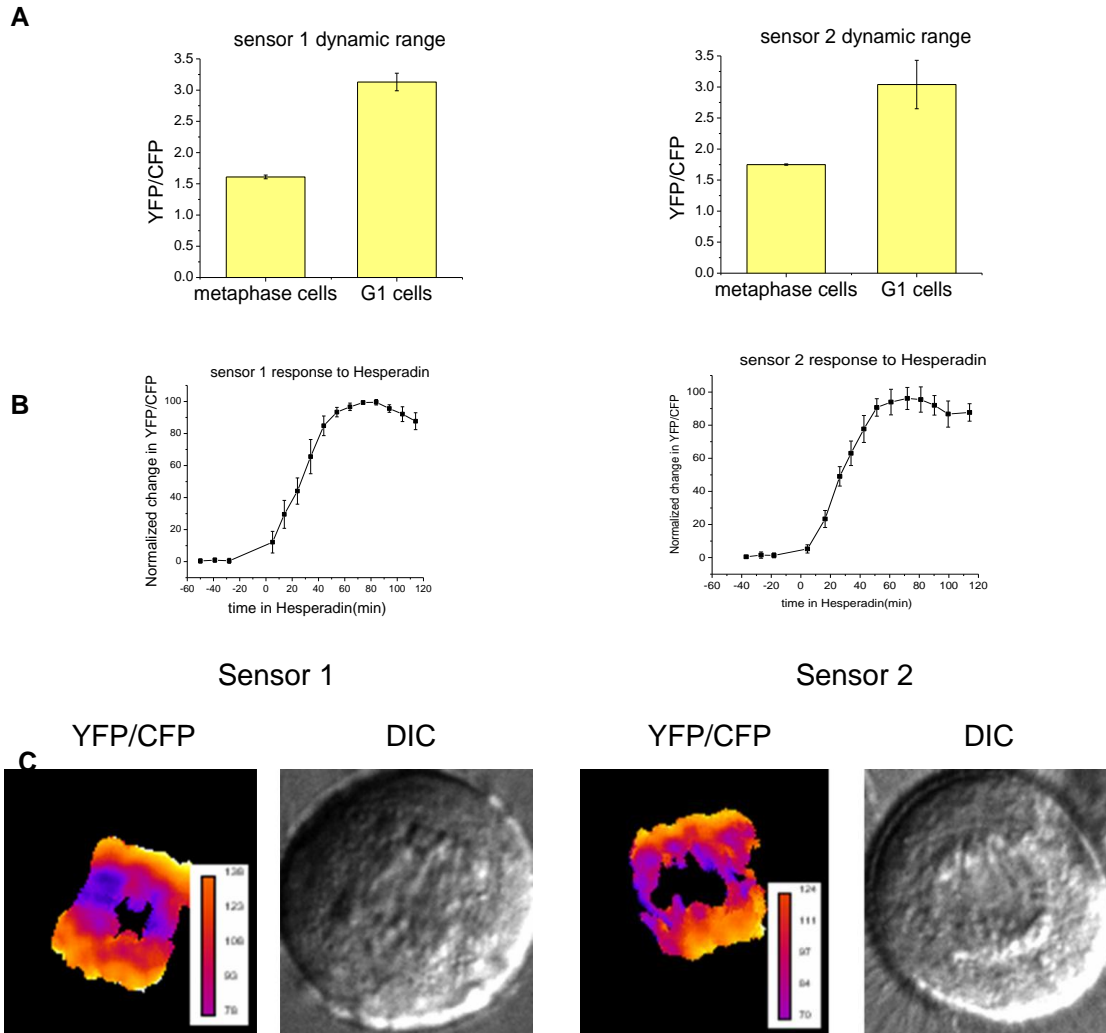 A
sensor 1 dynamic range
3.5
3.0
2.5
2.0
1.5
1.0
0.5
0.0
YFP/CFP
metaphase cells G1 cells
sensor 2 dynamic range
3.5
3.0
2.5
2.0
1.5
1.0
0.5
0.0
YFP/CFP
metaphase cells G1 cells
B
sensor 1 response to Hesperadin
100
80
60
40
20
0
Normalized change in YFP/CFP
-60 -40 -20 0 20 40 60 80 100 120
time in Hesperadin(min)
sensor 2 response to Hesperadin
100
80
60
40
20
0
Normalized change in YFP/CFP
-60 -40 -20 0 20 40 60 80 100 120
time in Hesperadin(min)
Sensor 1
Sensor 2
YFP/CFP
DIC
YFP/CFP
DIC
C
138
123
108
93
78
124
111
97
84
70